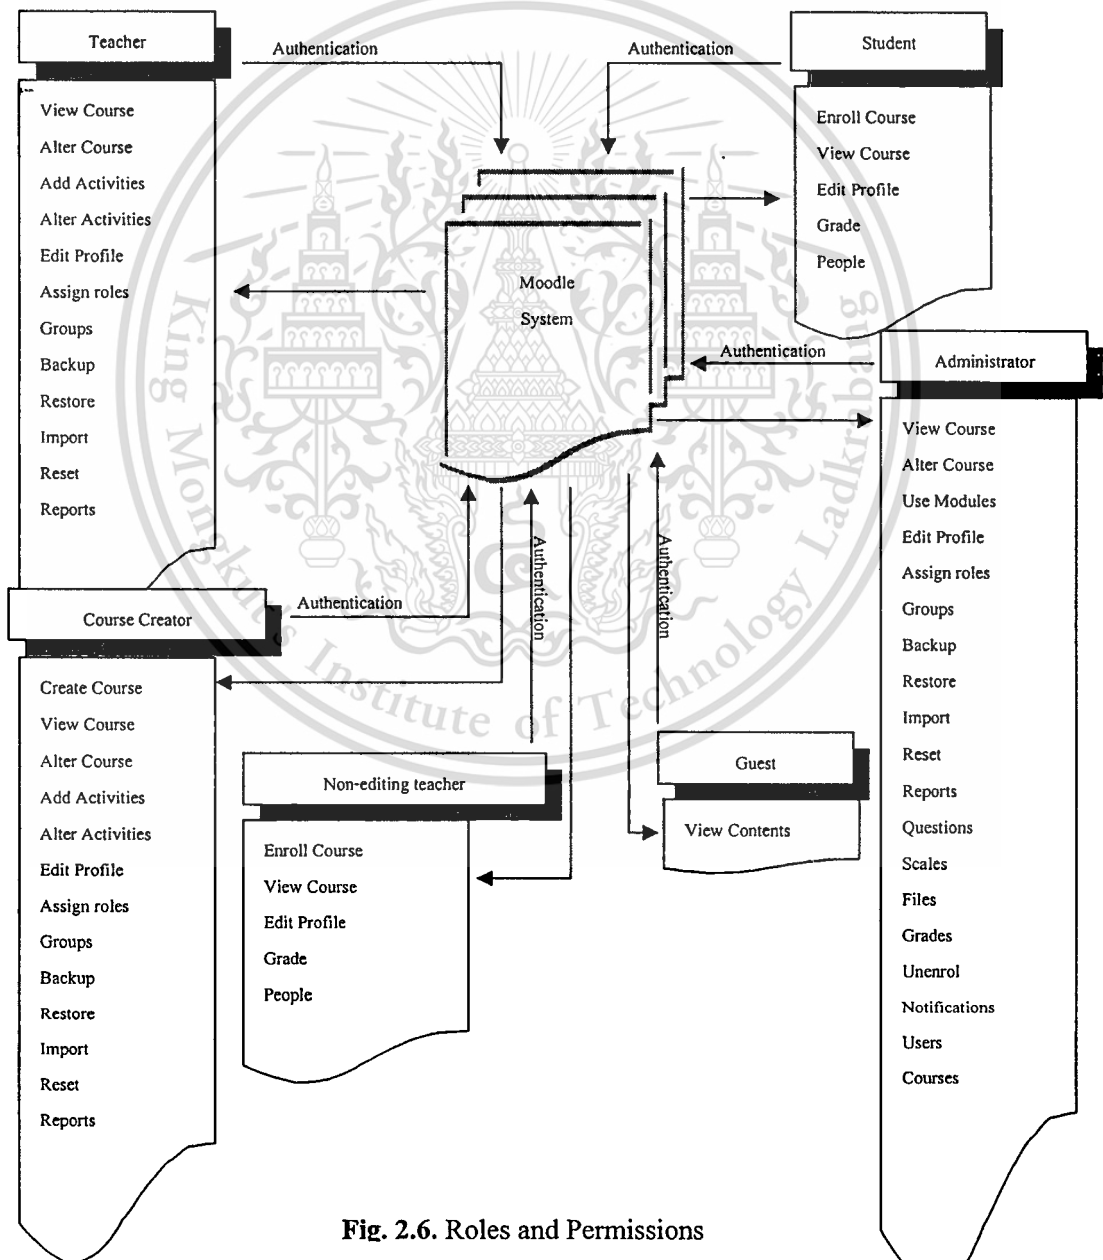 Teacher
Authentication
View Course
Alter Course
Add Activities
Alter Activities
Edit Profile
Assign roles
Groups
Backup
Restore
Import
Reset
Reports
Authentication
Student
Enroll Course
View Course
Edit Profile
Grade
People
Moodle
System
Authentication
Administrator
View Course
Alter Course
Use Modules
Edit Profile
Assign roles
Groups
Backup
Restore
Import
Reset
Reports
Questions
Scales
Files
Grades
Unenrol
Notifications
Users
Courses
Course Creator
Authentication
Create Course
View Course
Alter Course
Add Activities
Alter Activities
Edit Profile
Assign roles
Groups
Backup
Restore
Import
Reset
Reports
Authentication
Non-editing teacher
Enroll Course
View Course
Edit Profile
Grade
People
Authentication
Guest
View Contents
King Mongkut's Institute of Technology Ladkrabang
Fig. 2.6. Roles and Permissions